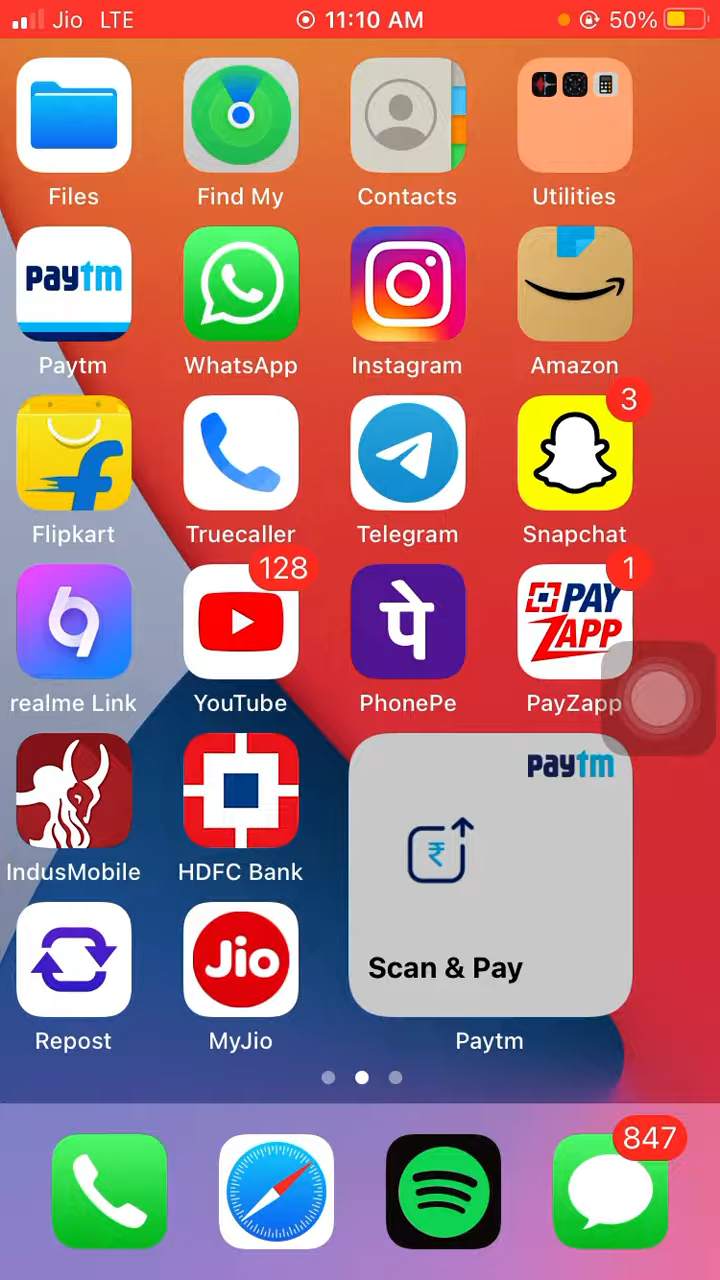 Jio LTE 11:10 AM 50%
Files Find My Contacts Utilities
paytm
Paytm WhatsApp Instagram Amazon
3
f
Flipkart Truecaller Telegram Snapchat
128 1
पे PAY
ZAPP
realme Link YouTube PhonePe PayZapp
paytm
₹
IndusMobile HDFC Bank
Scan & Pay
Jio
Repost MyJio Paytm
847